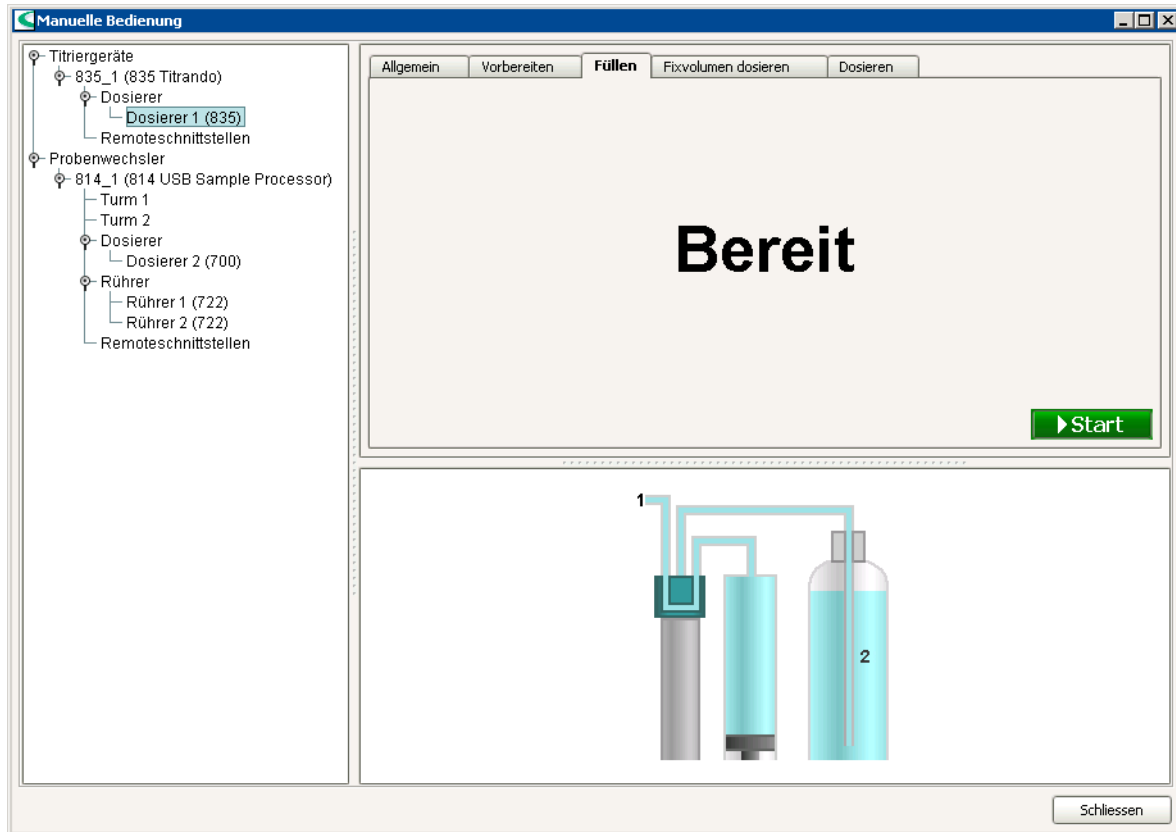 Manuelle Bedienung
Titriergeräte
835_1 (835 Titrando)
Dosierer
Dosierer 1 (835)
Remoteschnittstellen
Probenwechsler
814_1 (814 USB Sample Processor)
Turm 1
Turm 2
Dosierer
Dosierer 2 (700)
Rührer
Rührer 1 (722)
Rührer 2 (722)
Remoteschnittstellen
Allgemein Vorbereiten Füllen Fixvolumen dosieren Dosieren
Bereit
Start
1
2
Schliessen